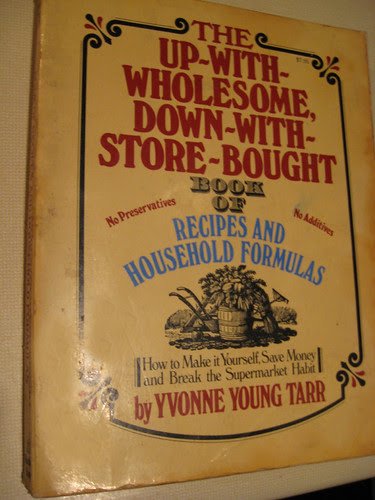 THE
UP-WITH-
WHOLESOME,
DOWN-WITH-
STORE-BOUGHT
BOOK
OF
No Preservatives
No Additives
RECIPES AND
HOUSEHOLD FORMULAS
How to Make it Yourself, Save Money
and Break the Supermarket Habit
by YVONNE YOUNG TARR